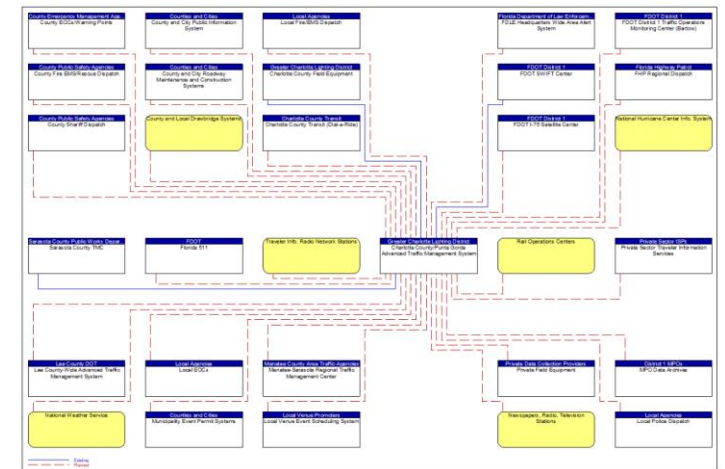 County Emergency Management Age...
County EOCs/Warning Points
Counties and Cities
County and City Public Information
System
Local Agencies
Local Fire/EMS Dispatch
Florida Department of Law Enforcem...
FDLE Headquarters Wide Area Alert
System
FDOT District 1
FDOT District 1 Traffic Operations
Monitoring Center (Bartow)
County Public Safety Agencies
County Fire EMS/Rescue Dispatch
Counties and Cities
County and City Roadway
Maintenance and Construction
Systems
Greater Charlotte Lighting District
Charlotte County Field Equipment
FDOT District 1
FDOT SWIFT Center
Florida Highway Patrol
FHP Regional Dispatch
County Public Safety Agencies
County Sheriff Dispatch
County and Local Drawbridge Systems
Charlotte County Transit
Charlotte County Transit (Dial-a-Ride)
FDOT District 1
FDOT I-75 Satellite Center
National Hurricane Center Info. System
Sarasota County Public Works Depar...
Sarasota County TMC
FDOT
Florida 511
Traveler Info. Radio Network Stations
Greater Charlotte Lighting District
Charlotte County/Punta Gorda
Advanced Traffic Management System
Rail Operations Centers
Private Sector ISPs
Private Sector Traveler Information
Services
Lee County DOT
Lee County-Wide Advanced Traffic
Management System
Local Agencies
Local EOCs
Manatee County Area Traffic Agencies
Manatee-Sarasota Regional Traffic
Management Center
Private Data Collection Providers
Private Field Equipment
District 1 MPOs
MPO Data Archives
National Weather Service
Counties and Cities
Municipality Event Permit Systems
Local Venue Promoters
Local Venue Event Scheduling System
Newspapers, Radio, Television
Stations
Local Agencies
Local Police Dispatch
Existing
Planned